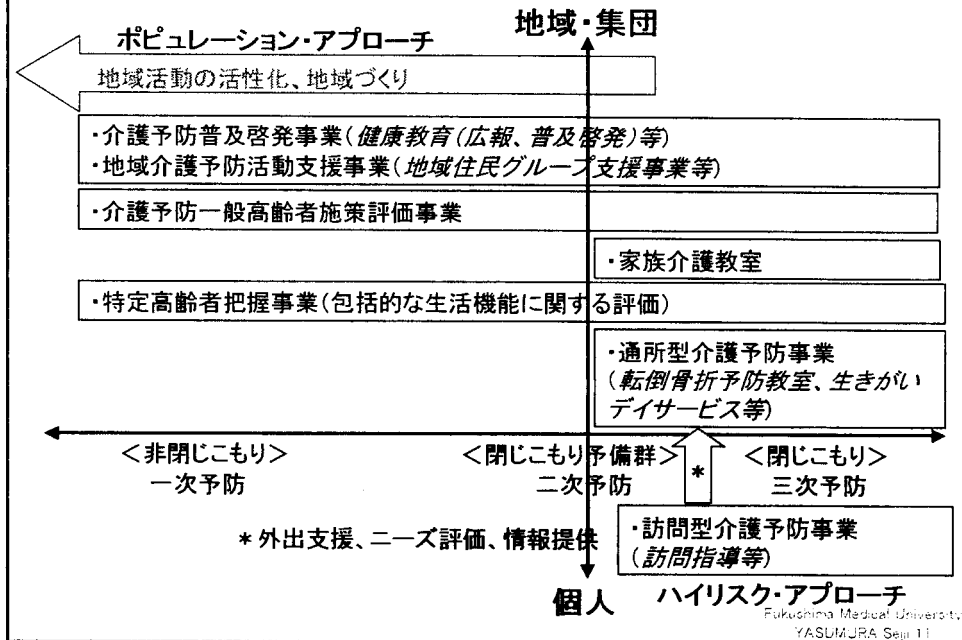 地域・集団
ポピュレーション・アプローチ
地域活動の活性化、地域づくり
・介護予防普及啓発事業(健康教育(広報、普及啓発)等)
・地域介護予防活動支援事業(地域住民グループ支援事業等)
・介護予防一般高齢者施策評価事業
・家族介護教室
・特定高齢者把握事業(包括的な生活機能に関する評価)
・通所型介護予防事業
(転倒骨折予防教室、生きがい
デイサービス等)
<非閉じこもり>
一次予防
<閉じこもり予備群>
二次予防
*
<閉じこもり>
三次予防
*外出支援、ニーズ評価、情報提供
・訪問型介護予防事業
(訪問指導等)
個人
ハイリスク・アプローチ
Fukushima Medical University
YASUMURA Seiji 11